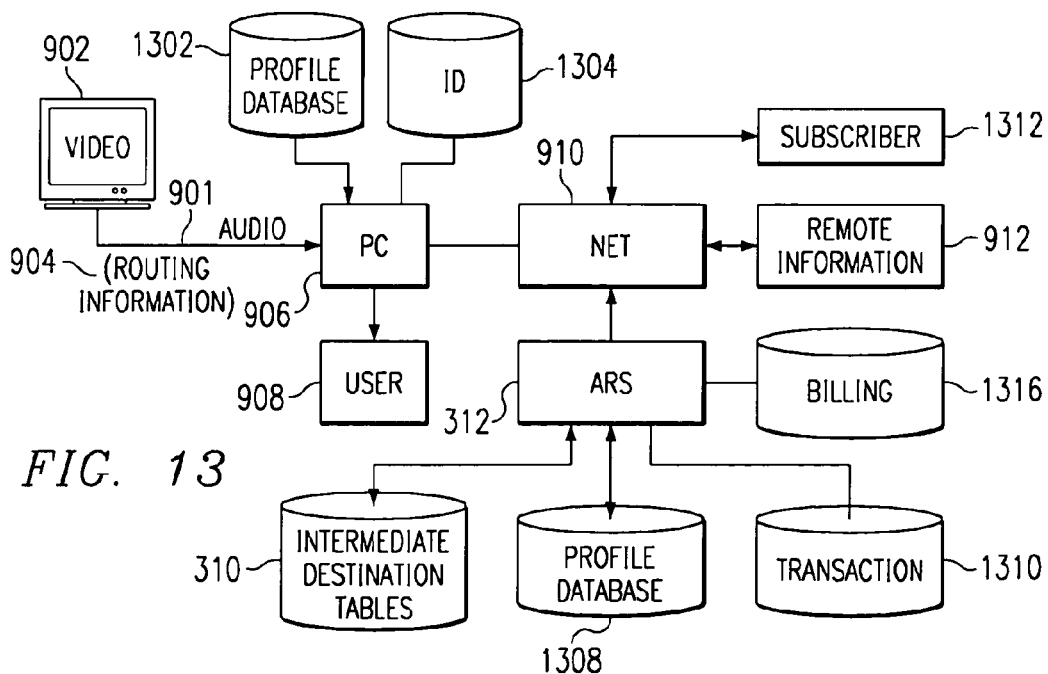 902
1302
PROFILE
DATABASE
ID
1304
VIDEO
901
AUDIO
904
(ROUTING
INFORMATION)
906
PC
910
NET
SUBSCRIBER
1312
REMOTE
INFORMATION
912
908
USER
312
ARS
BILLING
1316
FIG. 13
310
INTERMEDIATE
DESTINATION
TABLES
PROFILE
DATABASE
1308
TRANSACTION
1310